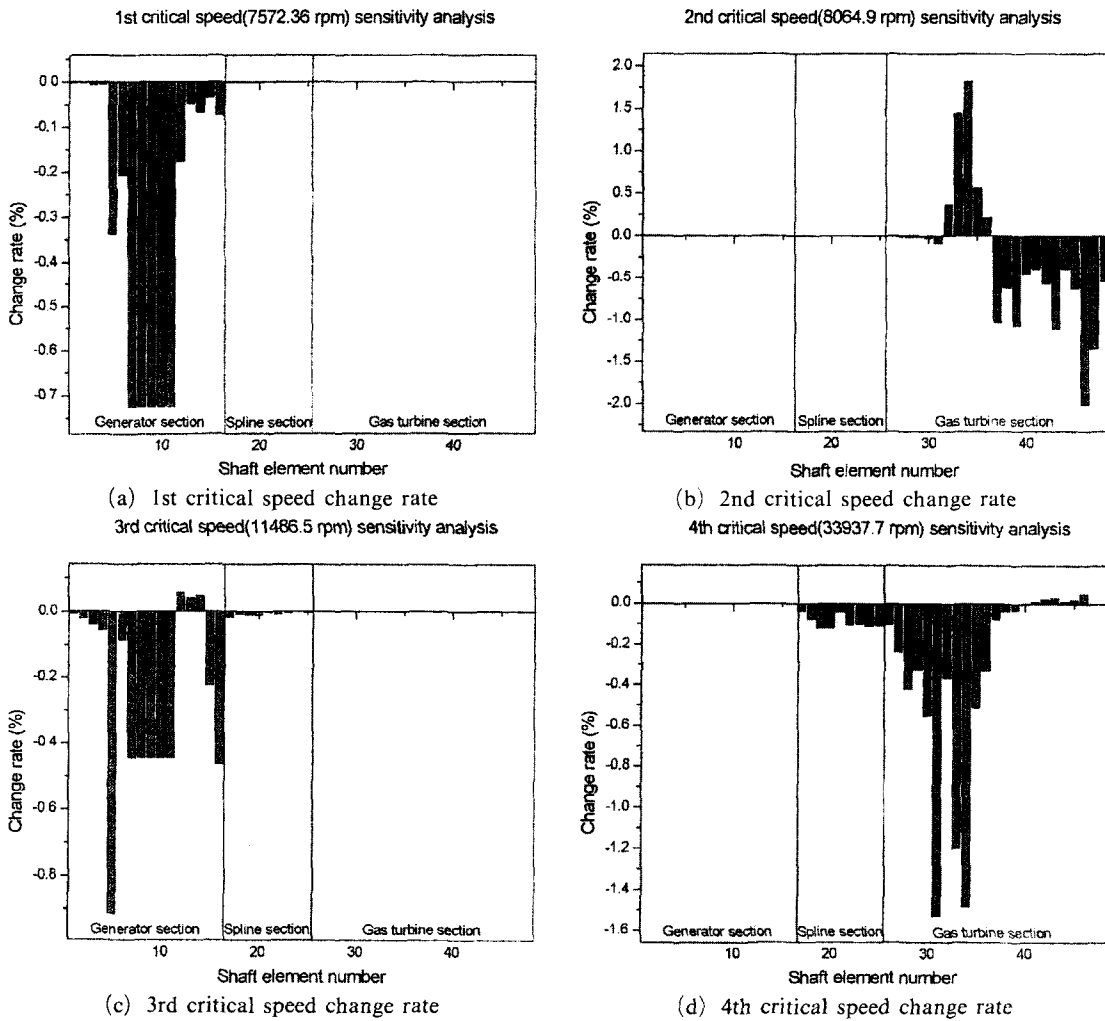 1st critical speed(7572.36 rpm) sensitivity analysis
0.0
-0.1
-0.2
-0.3
-0.4
-0.5
-0.6
-0.7
Change rate (%)
Generator section
Spline section
Gas turbine section
10 20 30 40
Shaft element number
(a) 1st critical speed change rate
2nd critical speed(8064.9 rpm) sensitivity analysis
2.0
1.5
1.0
0.5
0.0
-0.5
-1.0
-1.5
-2.0
Change rate (%)
Generator section
Spline section
Gas turbine section
10 20 30 40
Shaft element number
(b) 2nd critical speed change rate
3rd critical speed(11486.5 rpm) sensitivity analysis
0.0
-0.2
-0.4
-0.6
-0.8
Change rate (%)
Generator section
Spline section
Gas turbine section
10 20 30 40
Shaft element number
(c) 3rd critical speed change rate
4th critical speed(33937.7 rpm) sensitivity analysis
0.0
-0.2
-0.4
-0.6
-0.8
-1.0
-1.2
-1.4
-1.6
Change rate (%)
Generator section
Spline section
Gas turbine section
10 20 30 40
Shaft element number
(d) 4th critical speed change rate